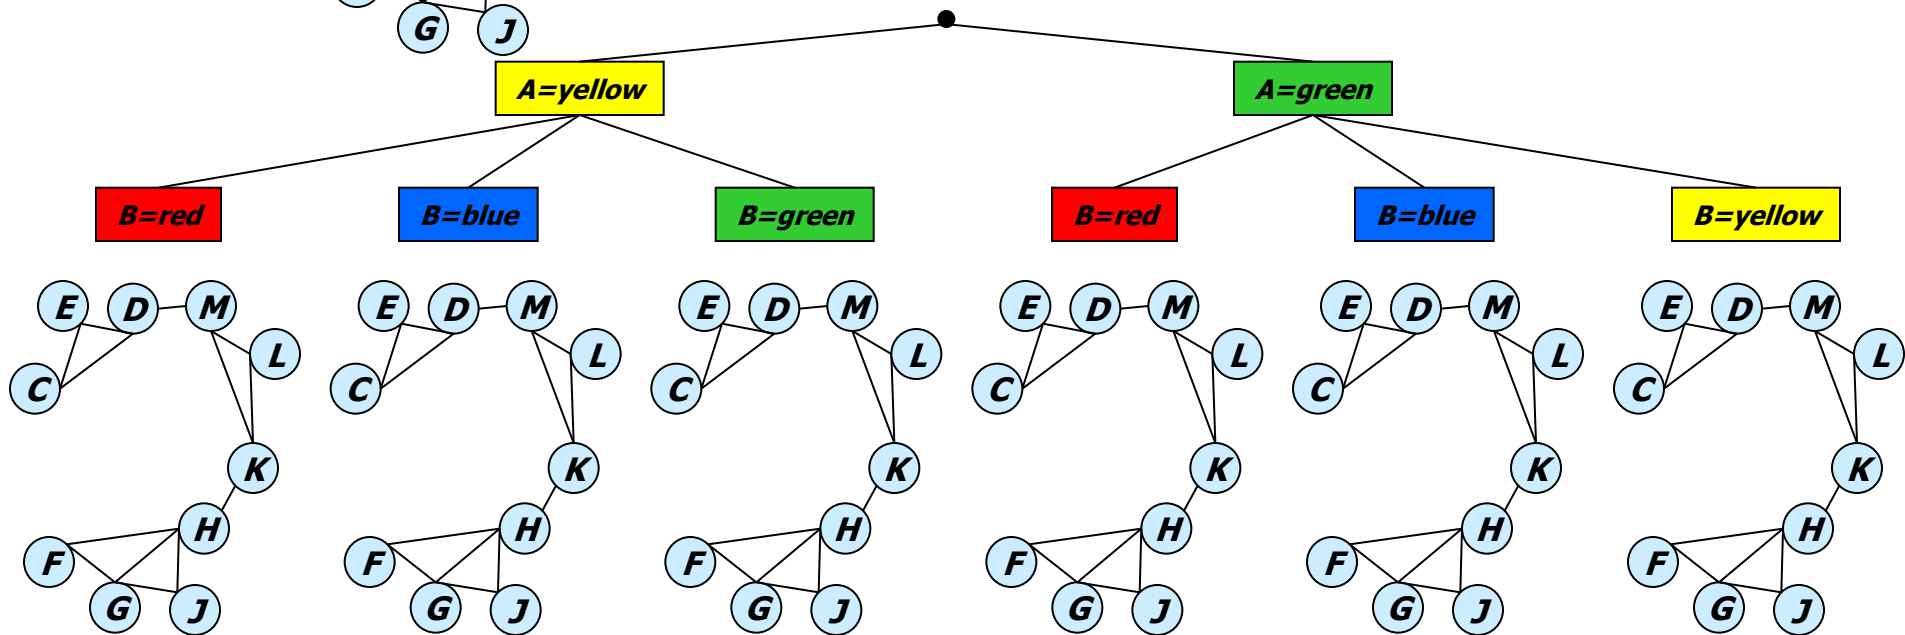 G J
A=yellow A=green
B=red B=blue B=green B=red B=blue B=yellow
E D M E D M E D M E D M E D M E D M
L L L L L L
C C C C C C
K K K K K K
H H H H H H
F F F F F F
G J G J G J G J G J G J